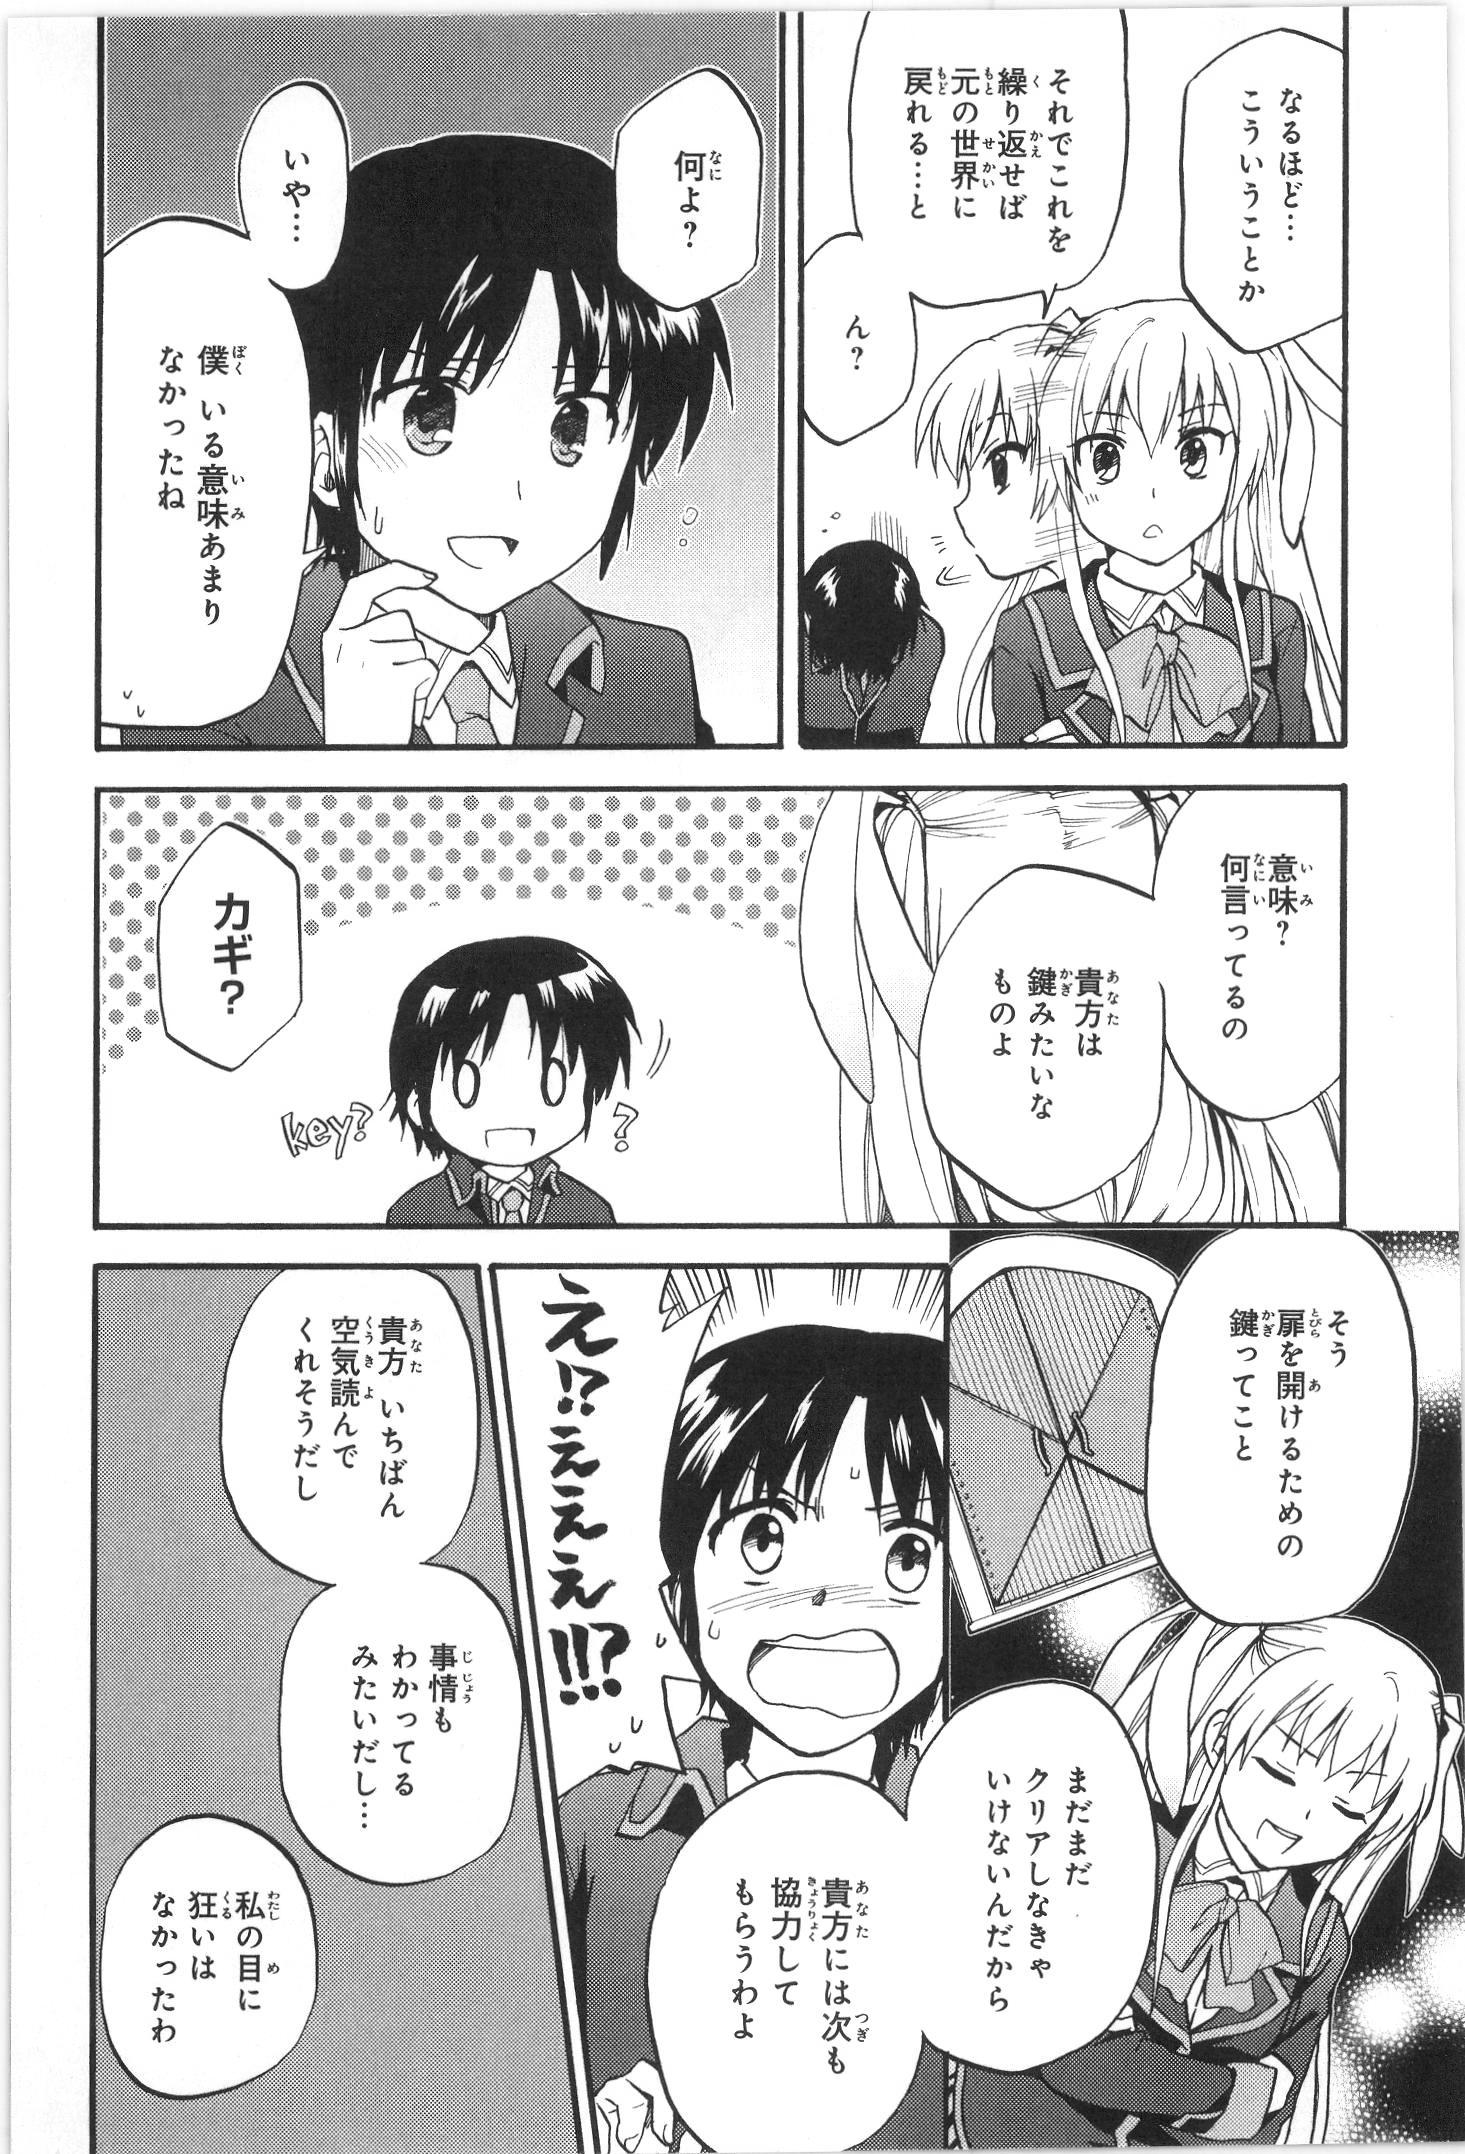 なるほど…
こういうことか
それでこれを
繰り返せば
元の世界に
戻れる…と
ん?
何よ?
いや…
僕 いる意味あまり
なかったね
意味?
何言ってるの
貴方は
鍵みたいな
ものよ
key?
?
カギ?
そう
扉を開けるための
鍵ってこと
まだまだ
クリアしなきゃ
いけないんだから
貴方には次も
協力して
もらうわよ
え!?えええぇ!!!?
貴方 いちばん
空気読んで
くれそうだし
事情も
わかってる
みたいだし…
私の目に
狂いは
なかったわ